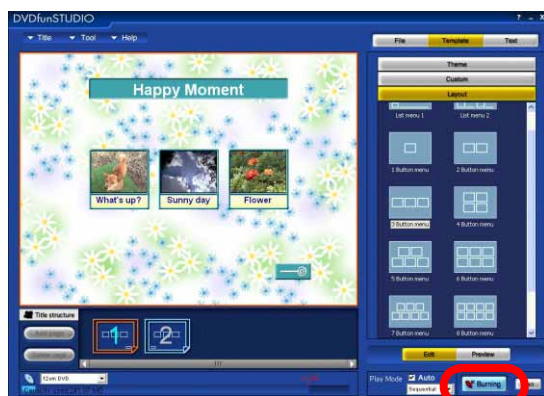 DVDfunSTUDIO
Title Tool Help
File Template Text
Theme
Custom
Layout
List menu 1 List menu 2
1 Button menu 2 Button menu
3 Button menu 4 Button menu
5 Button menu 6 Button menu
7 Button menu 8 Button menu
Happy Moment
What's up? Sunny day Flower
Title structure
Add page
Delete page
1 2
Edit Preview
12cm DVD
Play Mode Auto
Sequential
Burning